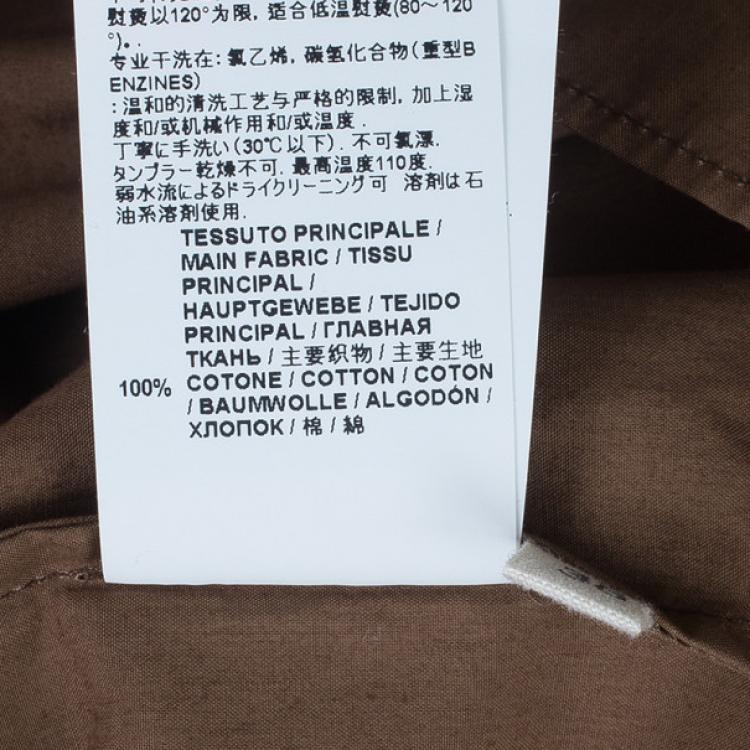 熨烫以120°为限, 适合低温熨烫(80～120
°)。.
专业干洗在: 氯乙烯, 碳氢化合物(重型B
ENZINES)
:温和的清洗工艺与严格的限制, 加上湿
度和/或机械作用和/或温度.
丁寧に手洗い(30℃以下). 不可氯漂.
タンブラー乾燥不可. 最高温度110度.
弱水流によるドライクリーニング可 溶剤は石
油系溶剤使用.
TESSUTO PRINCIPALE /
MAIN FABRIC / TISSU
PRINCIPAL /
HAUPTGEWEBE / TEJIDO
PRINCIPAL / ГЛАВНАЯ
ТКАНЬ / 主要织物 / 主要生地
100% COTONE / COTTON / COTON
/ BAUMWOLLE / ALGODÓN /
ХЛОПОК / 棉 / 綿